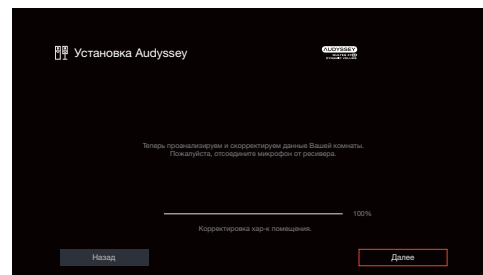 Установка Audyssey
AUDYSSEY
Теперь проанализируем и скорректируем данные Вашей комнаты.
Пожалуйста, отсоедините микрофон от ресивера.
100%
Корректировка хар-к помещения.
Назад
Далее